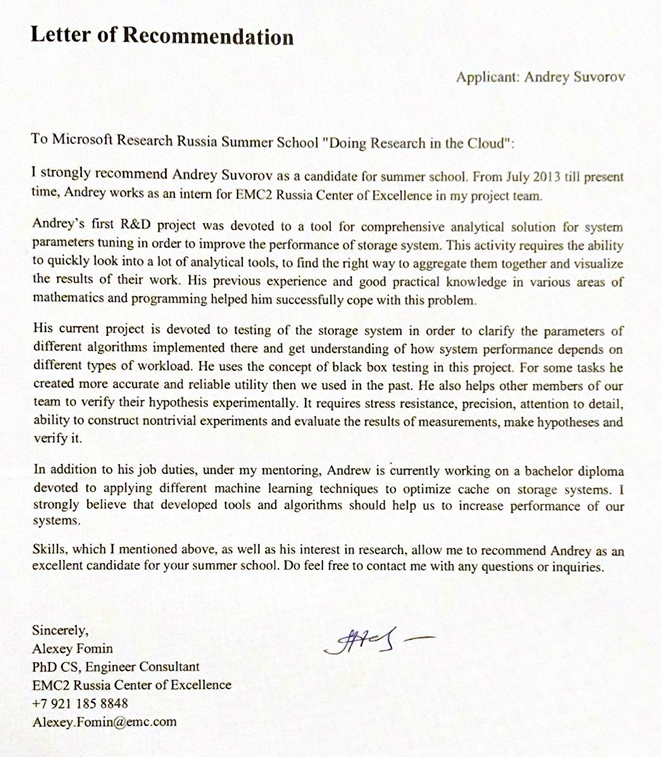 Letter of Recommendation
Applicant: Andrey Suvorov
To Microsoft Research Russia Summer School "Doing Research in the Cloud":
I strongly recommend Andrey Suvorov as a candidate for summer school. From July 2013 till present
time, Andrey works as an intern for EMC2 Russia Center of Excellence in my project team.
Andrey's first R&D project was devoted to a tool for comprehensive analytical solution for system
parameters tuning in order to improve the performance of storage system. This activity requires the ability
to quickly look into a lot of analytical tools, to find the right way to aggregate them together and visualize
the results of their work. His previous experience and good practical knowledge in various areas of
mathematics and programming helped him successfully cope with this problem.
His current project is devoted to testing of the storage system in order to clarify the parameters of
different algorithms implemented there and get understanding of how system performance depends on
different types of workload. He uses the concept of black box testing in this project. For some tasks he
created more accurate and reliable utility then we used in the past. He also helps other members of our
team to verify their hypothesis experimentally. It requires stress resistance, precision, attention to detail,
ability to construct nontrivial experiments and evaluate the results of measurements, make hypotheses and
verify it.
In addition to his job duties, under my mentoring, Andrew is currently working on a bachelor diploma
devoted to applying different machine learning techniques to optimize cache on storage systems. I
strongly believe that developed tools and algorithms should help us to increase performance of our
systems.
Skills, which I mentioned above, as well as his interest in research, allow me to recommend Andrey as an
excellent candidate for your summer school. Do feel free to contact me with any questions or inquiries.
Sincerely,
Alexey Fomin
PhD CS, Engineer Consultant
EMC2 Russia Center of Excellence
+7 921 185 8848
Alexey.Fomin@emc.com